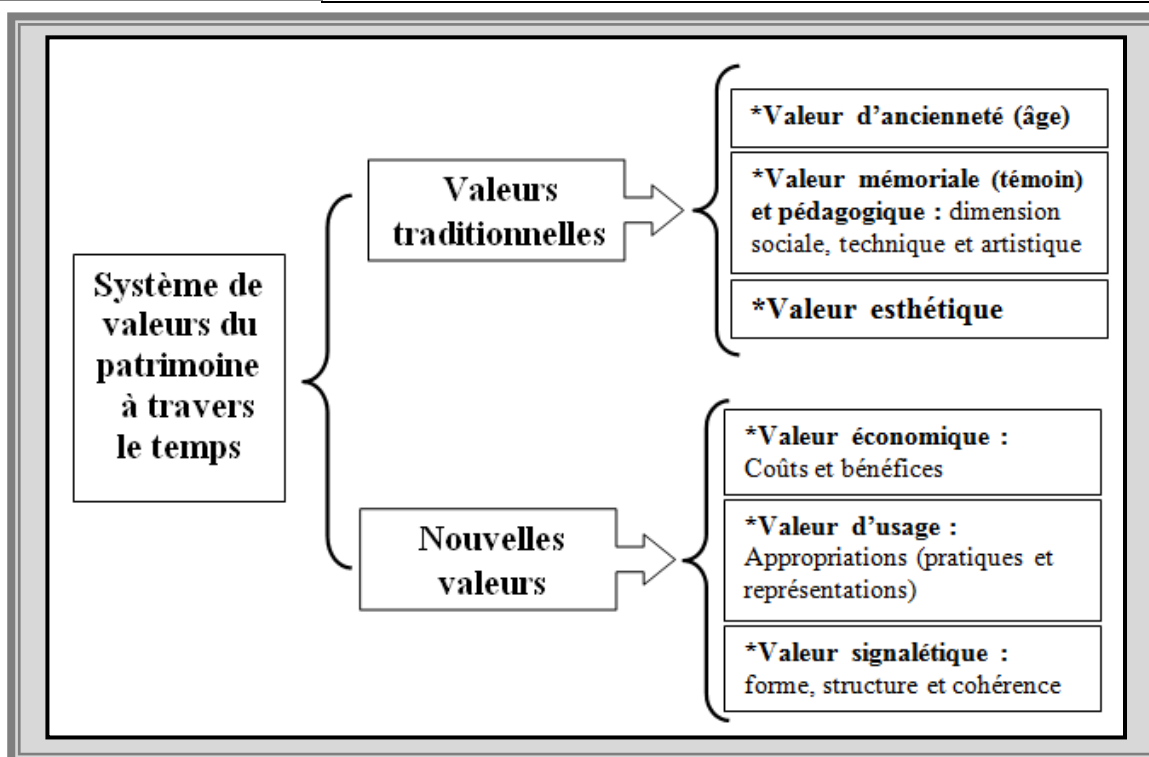 Système de
valeurs du
patrimoine
à travers
le temps
Valeurs
traditionnelles
*Valeur d'ancienneté (âge)
*Valeur mémoriale (témoin)
et pédagogique : dimension
sociale, technique et artistique
*Valeur esthétique
Nouvelles
valeurs
*Valeur économique :
Coûts et bénéfices
*Valeur d'usage :
Appropriations (pratiques et
représentations)
*Valeur signalétique :
forme, structure et cohérence